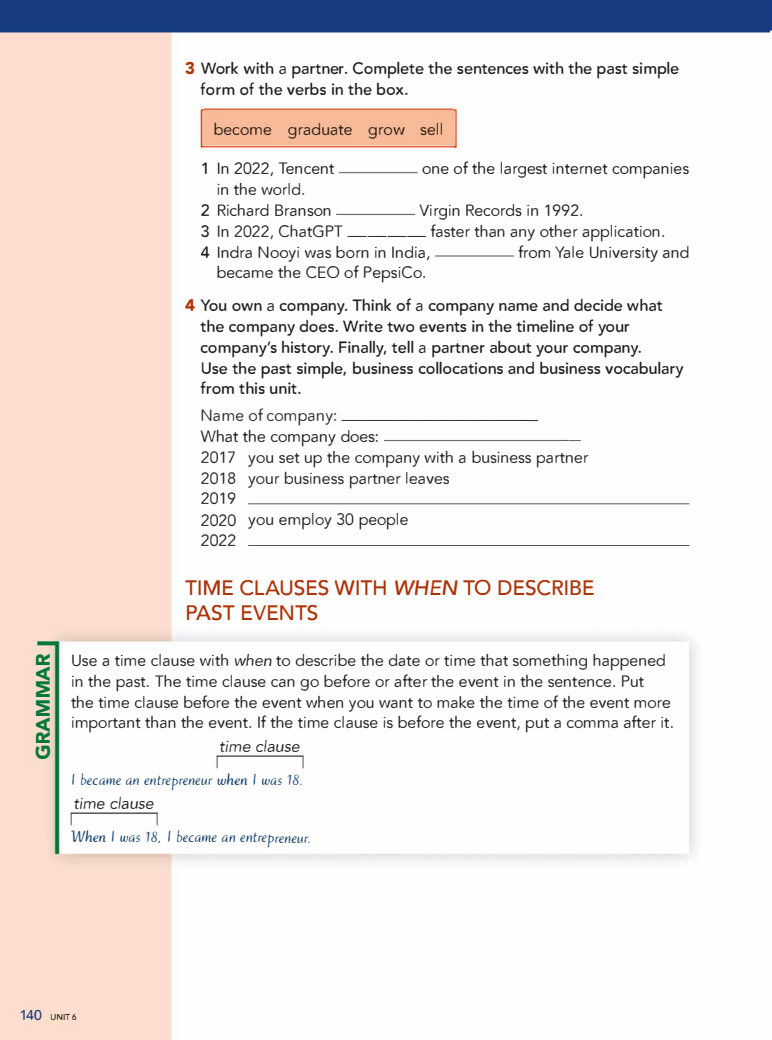 3 Work with a partner. Complete the sentences with the past simple
form of the verbs in the box.
become graduate grow sell
1 In 2022, Tencent __________ one of the largest internet companies
in the world.
2 Richard Branson __________ Virgin Records in 1992.
3 In 2022, ChatGPT __________ faster than any other application.
4 Indra Nooyi was born in India, __________ from Yale University and
became the CEO of PepsiCo.
4 You own a company. Think of a company name and decide what
the company does. Write two events in the timeline of your
company's history. Finally, tell a partner about your company.
Use the past simple, business collocations and business vocabulary
from this unit.
Name of company: __________
What the company does: __________
2017 you set up the company with a business partner
2018 your business partner leaves
2019 __________
2020 you employ 30 people
2022 __________
TIME CLAUSES WITH WHEN TO DESCRIBE
PAST EVENTS
GRAMMAR
Use a time clause with when to describe the date or time that something happened
in the past. The time clause can go before or after the event in the sentence. Put
the time clause before the event when you want to make the time of the event more
important than the event. If the time clause is before the event, put a comma after it.
time clause
I became an entrepreneur when I was 18.
time clause
When I was 18, I became an entrepreneur.
140 UNIT 6